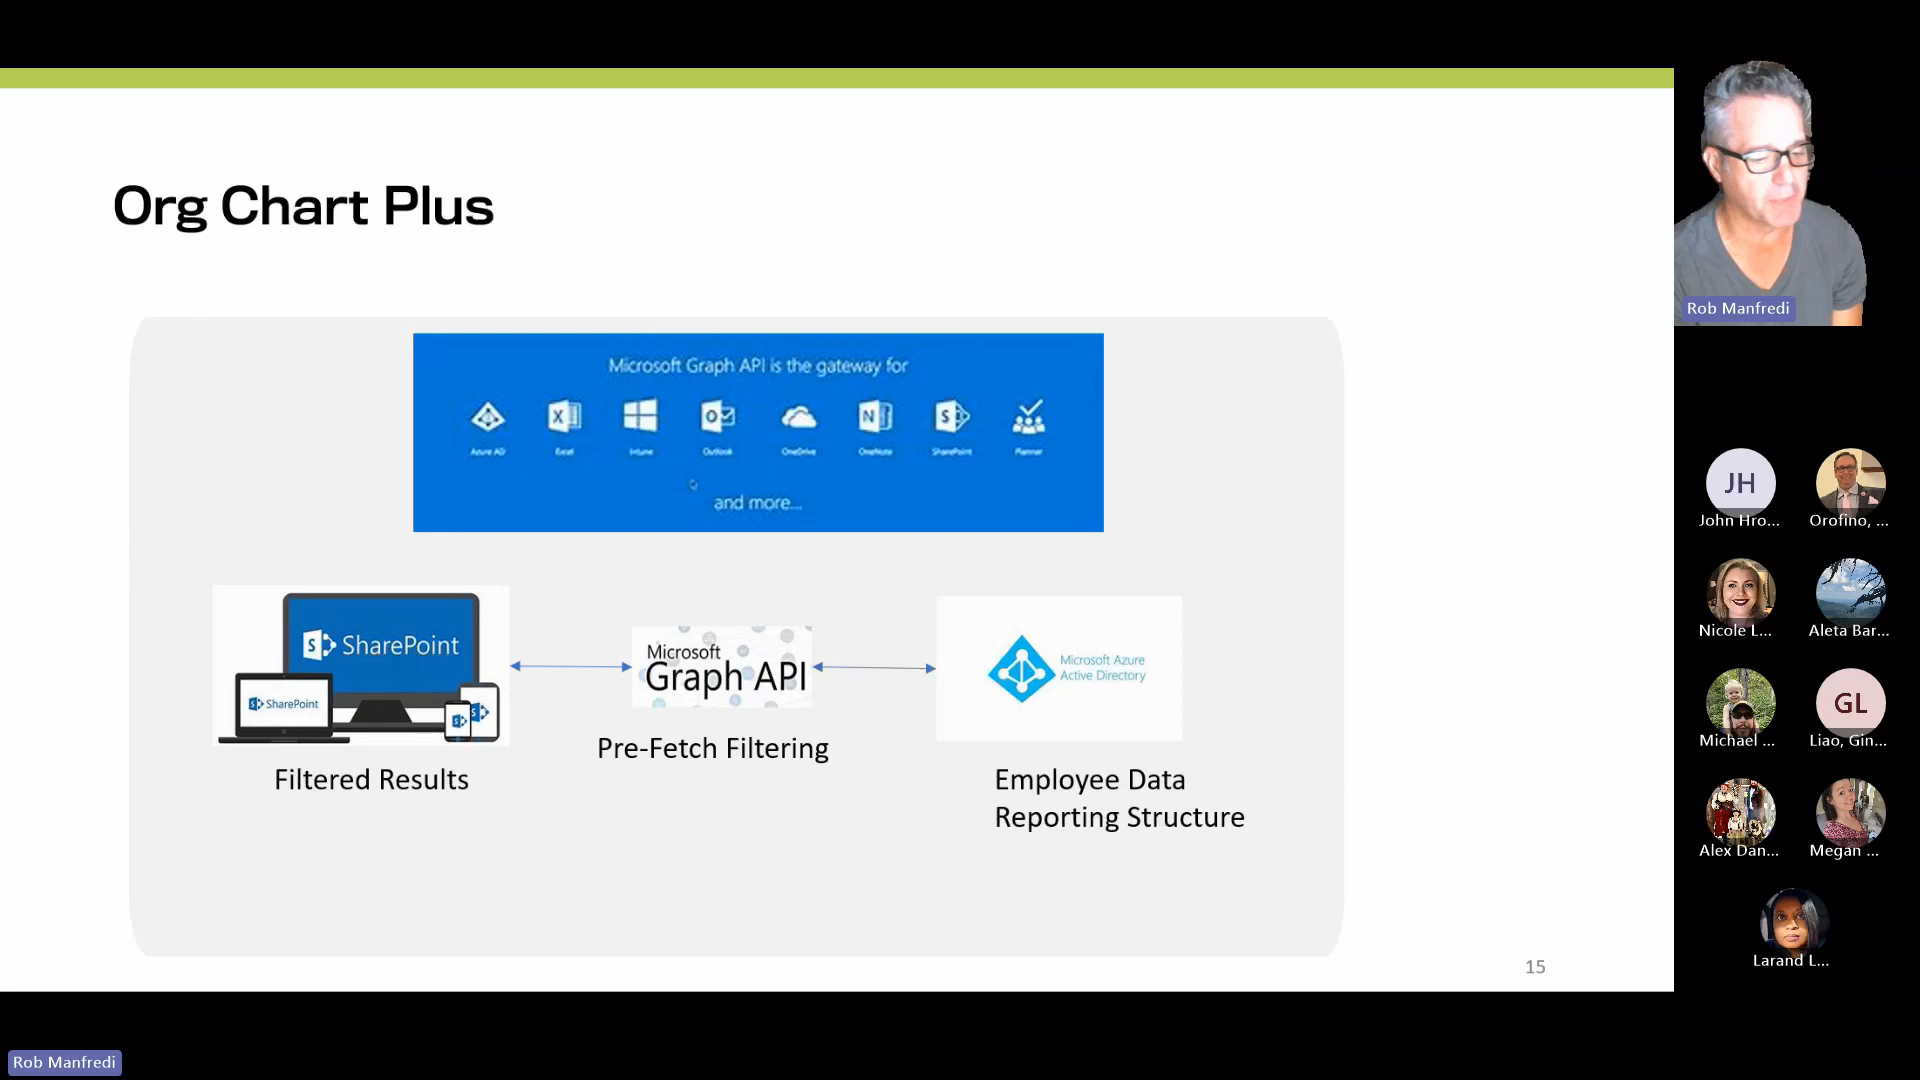 Org Chart Plus
Microsoft Graph API is the gateway for
Azure AD
Excel
Intune
Outlook
OneDrive
OneNote
SharePoint
Planner
and more...
SharePoint
SharePoint
Filtered Results
Microsoft
Graph API
Pre-Fetch Filtering
Microsoft Azure
Active Directory
Employee Data
Reporting Structure
15
Rob Manfredi
JH
John Hro...
Orofino, ...
Nicole L...
Aleta Bar...
Michael ...
GL
Liao, Gin...
Alex Dan...
Megan ...
Larand L...
Rob Manfredi